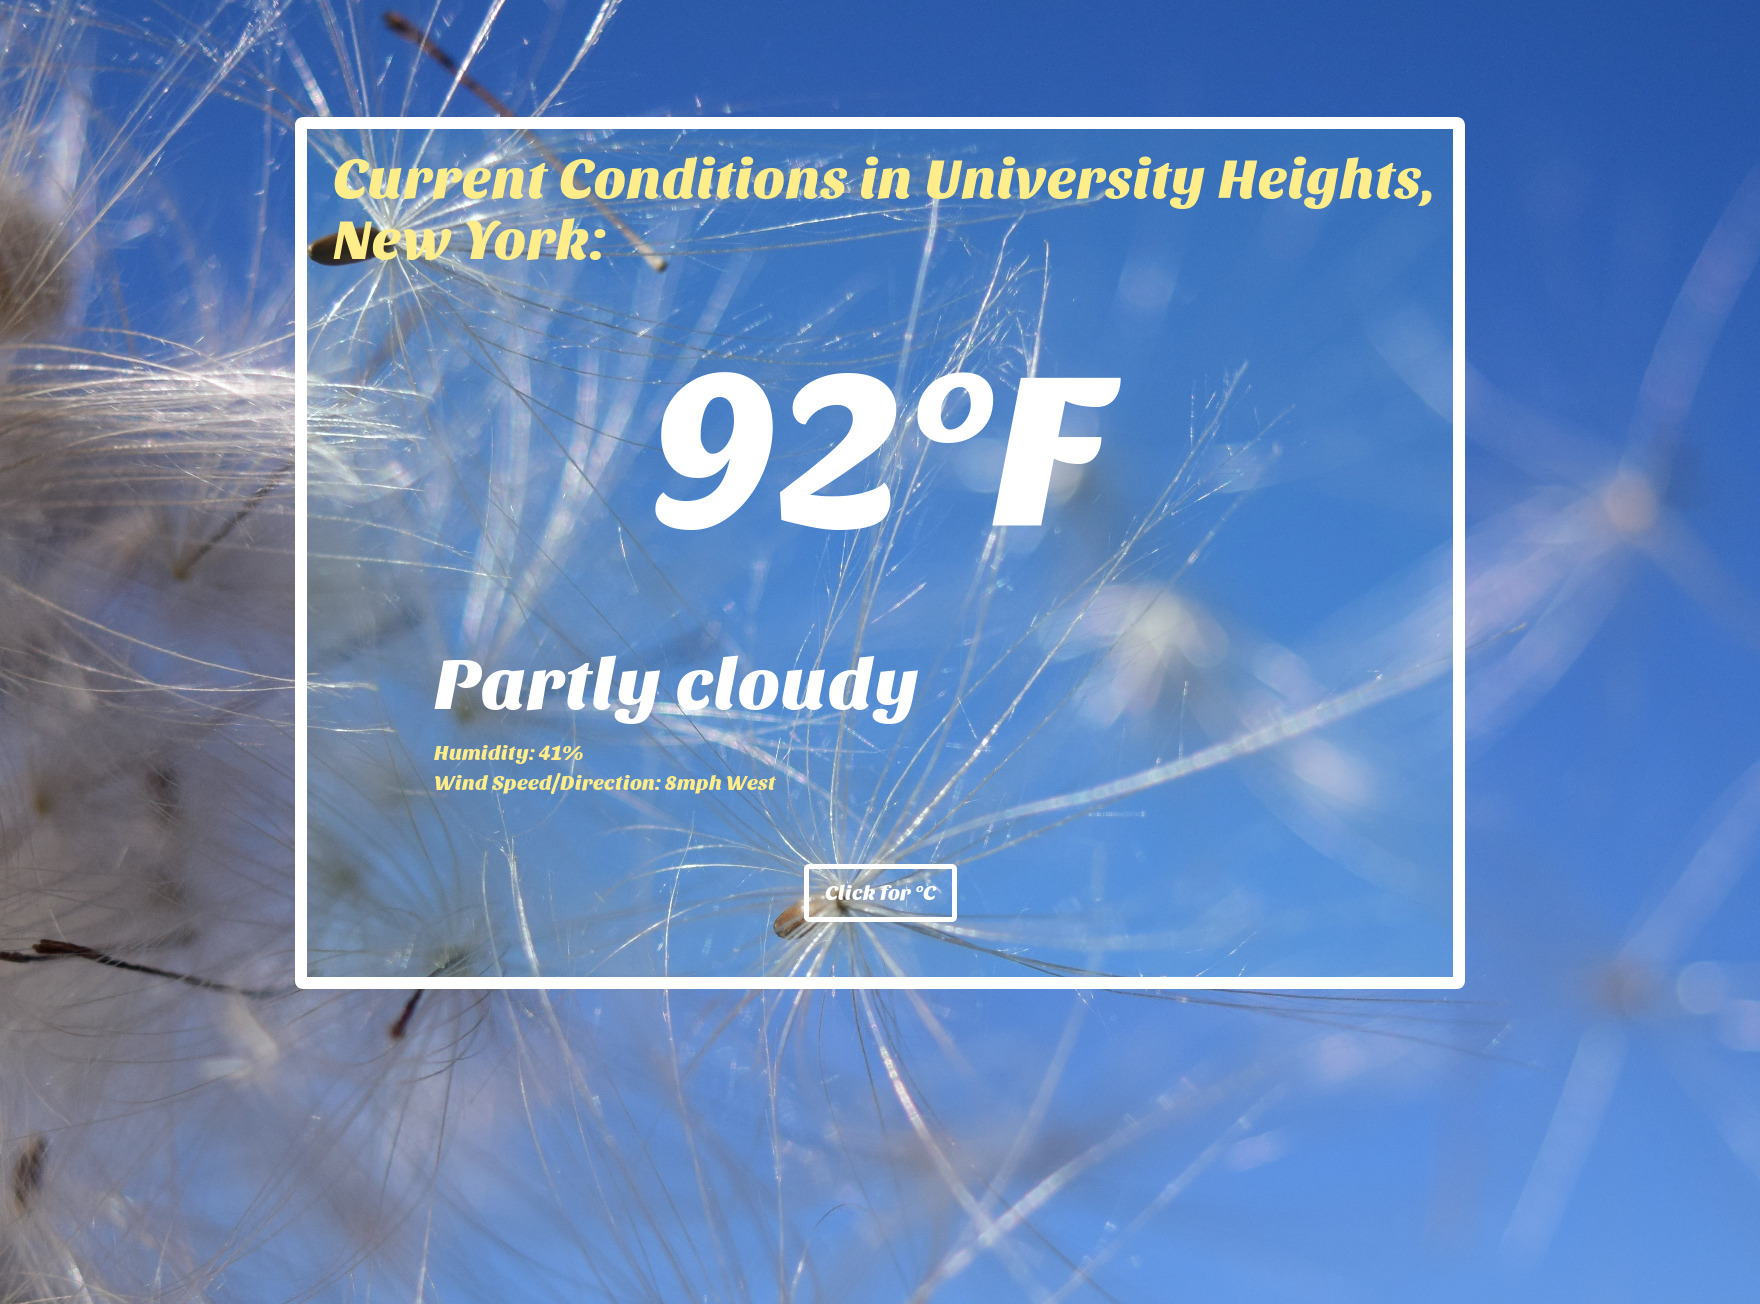 Current Conditions in University Heights,
New York:
92°F
Partly cloudy
Humidity: 41%
Wind Speed/Direction: 8mph West
Click for °C